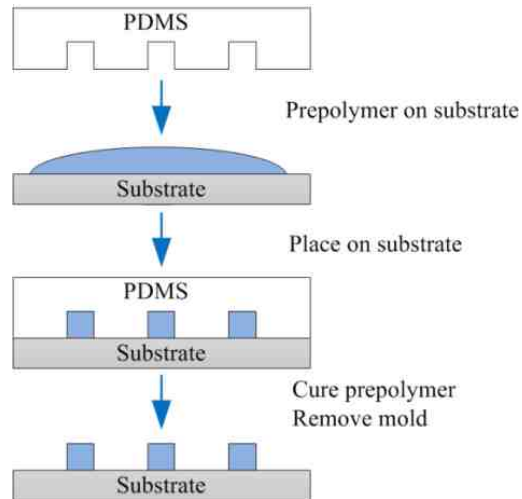 PDMS
Prepolymer on substrate
Substrate
Place on substrate
PDMS
Substrate
Cure prepolymer
Remove mold
Substrate